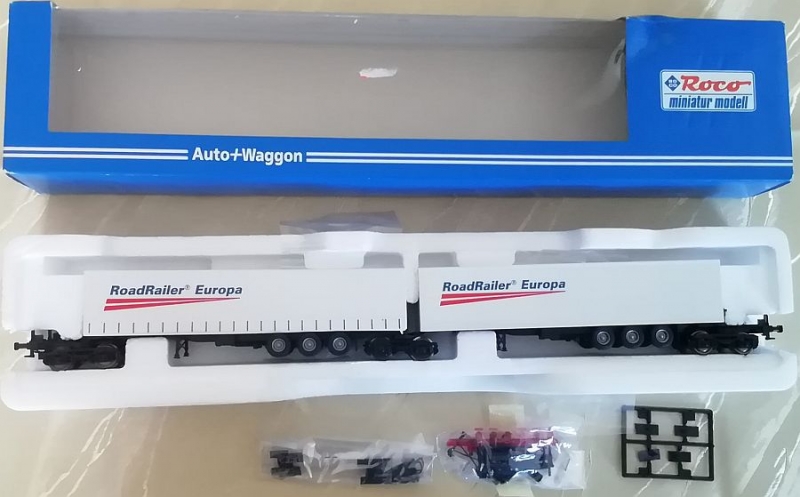 Roco
miniatur modell
Auto+Waggon
RoadRailer® Europa
RoadRailer® Europa